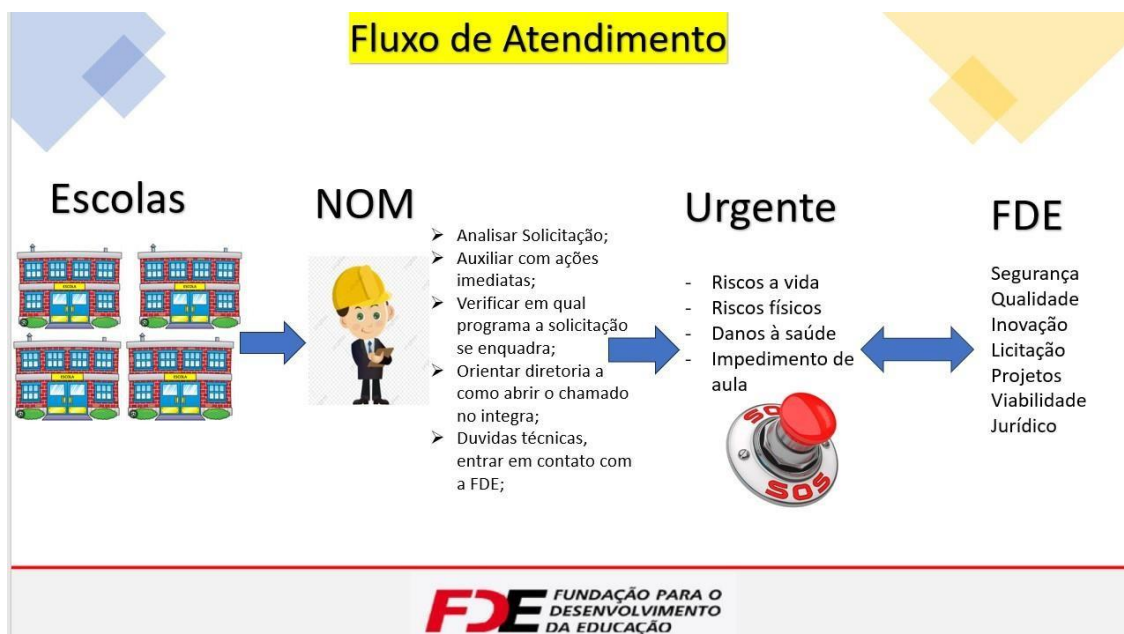 Fluxo de Atendimento
Escolas
ESCOLA
ESCOLA
ESCOLA
ESCOLA
NOM
➢ Analisar Solicitação;
➢ Auxiliar com ações
imediatas;
➢ Verificar em qual
programa a solicitação
se enquadra;
➢ Orientar diretoria a
como abrir o chamado
no integra;
➢ Duvidas técnicas,
entrar em contato com
a FDE;
Urgente
- Riscos a vida
- Riscos físicos
- Danos à saúde
- Impedimento de
aula
SOS
SOS
FDE
Segurança
Qualidade
Inovação
Licitação
Projetos
Viabilidade
Jurídico
FDE
FUNDAÇÃO PARA O
DESENVOLVIMENTO
DA EDUCAÇÃO